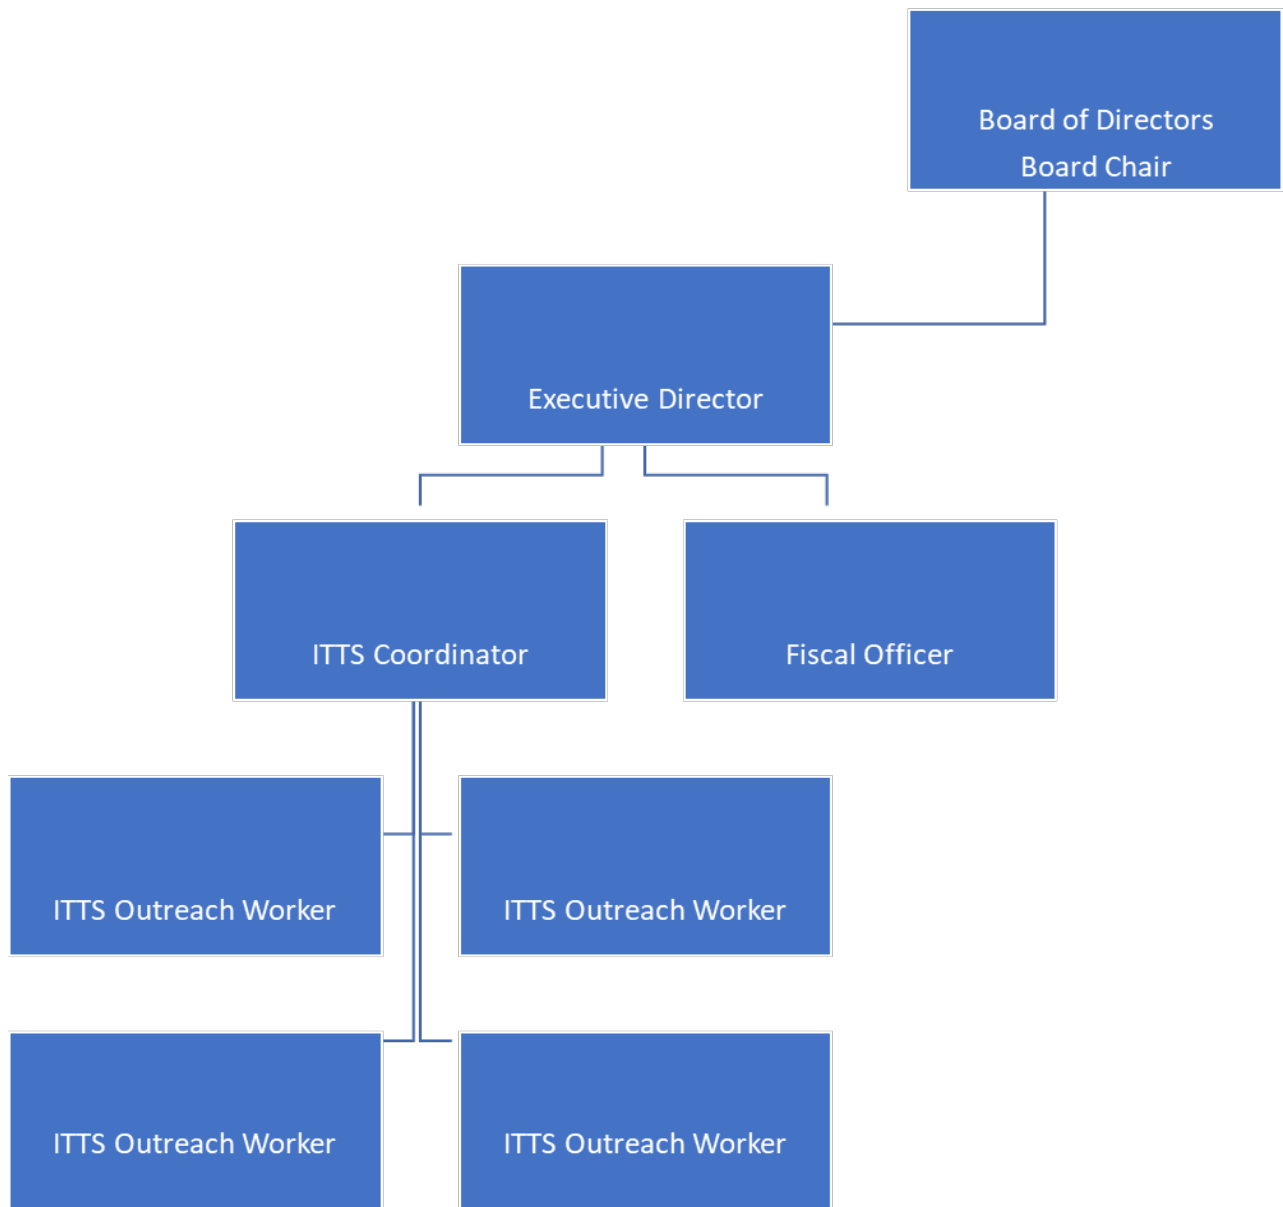 Board of Directors
Board Chair
Executive Director
ITTS Coordinator
Fiscal Officer
ITTS Outreach Worker
ITTS Outreach Worker
ITTS Outreach Worker
ITTS Outreach Worker